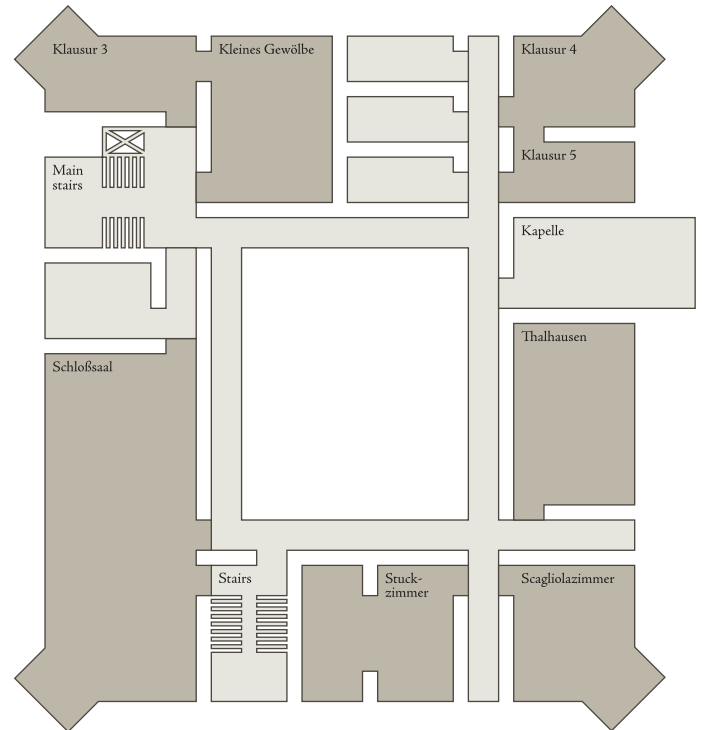 Klausur 3
Kleines Gewölbe
Klausur 4
Klausur 5
Main
stairs
Kapelle
Thalhausen
Schloßsaal
Stairs
Stuck-
zimmer
Scagliolazimmer